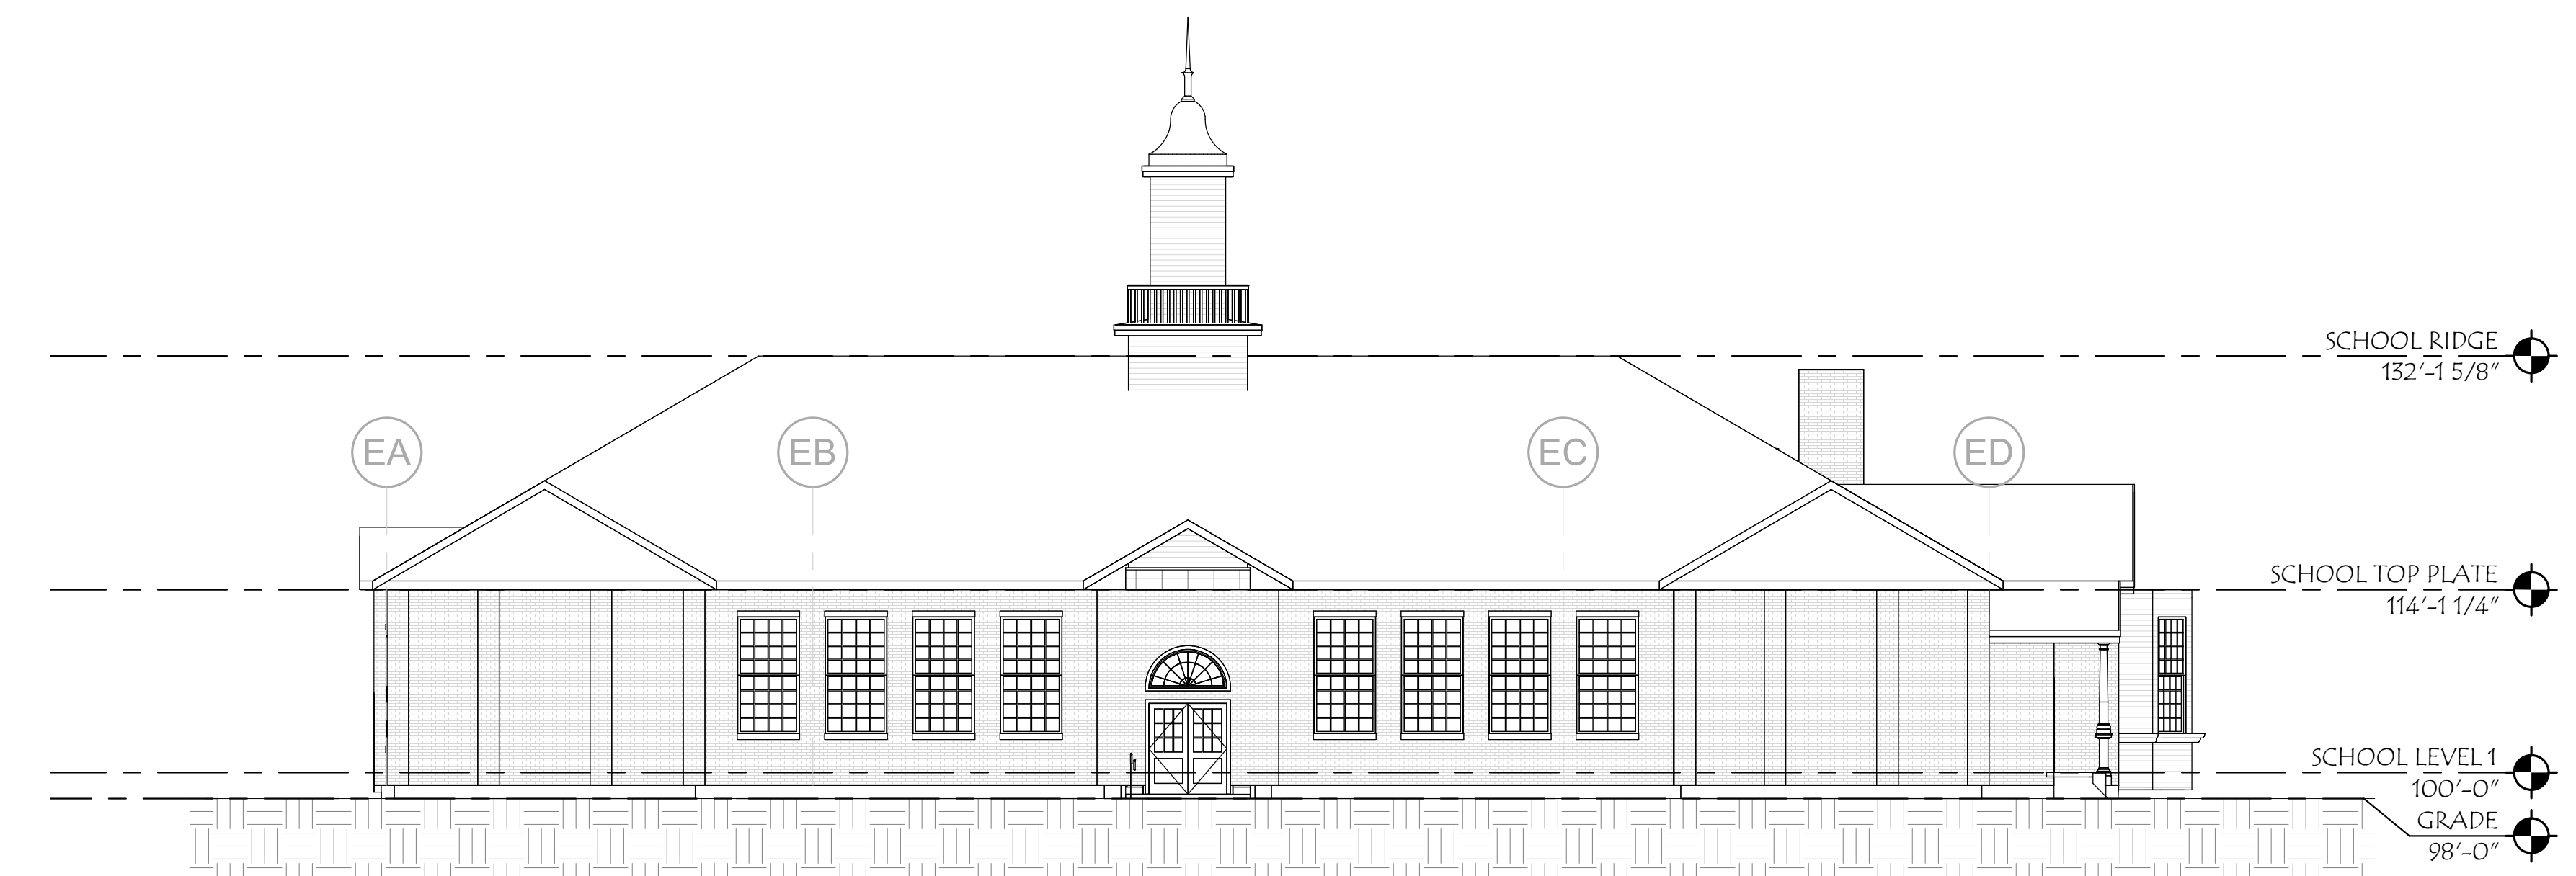 SCHOOL RIDGE
132'-1 5/8"
EA
EB
EC
ED
SCHOOL TOP PLATE
114'-1 1/4"
SCHOOL LEVEL 1
100'-0"
GRADE
98'-0"